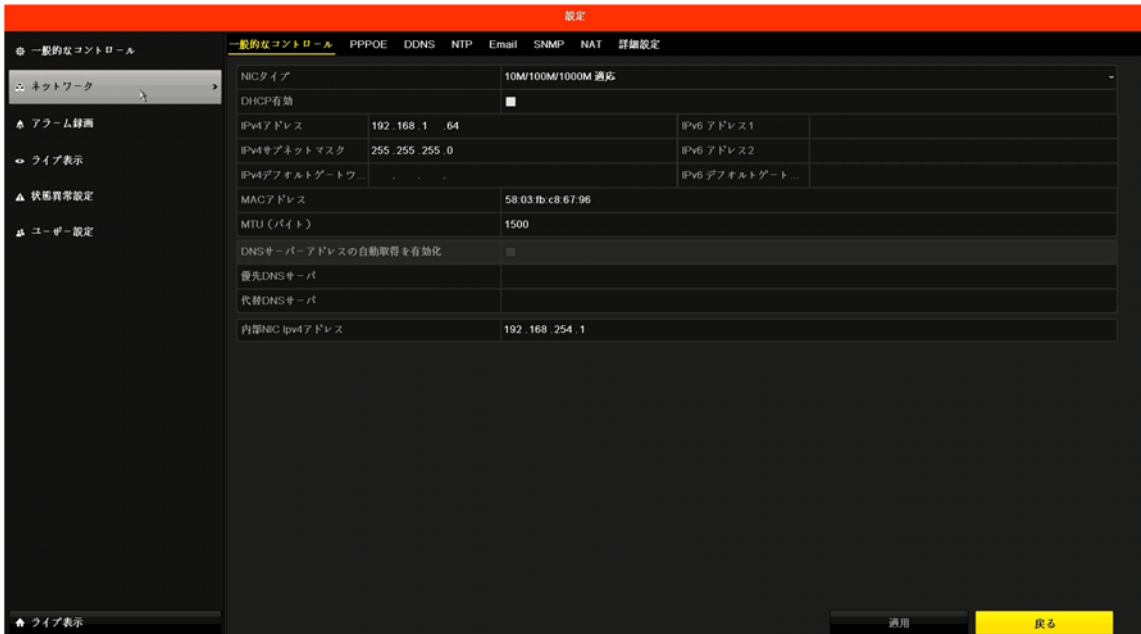 設定
一般的なコントロール
ネットワーク
アラーム録画
ライブ表示
状態異常設定
ユーザー設定
一般的なコントロール PPPOE DDNS NTP Email SNMP NAT 詳細設定
NICタイプ 10M/100M/1000M 適応
DHCP有効
IPv4アドレス 192.168.1.64 IPv6 アドレス1
IPv4サブネットマスク 255.255.255.0 IPv6 アドレス2
IPv4デフォルトゲートウ... . . . IPv6 デフォルトゲート...
MACアドレス 58:03:fb:c8:67:96
MTU(バイト) 1500
DNSサーバーアドレスの自動取得を有効化
優先DNSサーバ
代替DNSサーバ
内部NIC Ipv4アドレス 192.168.254.1
ライブ表示 適用 戻る